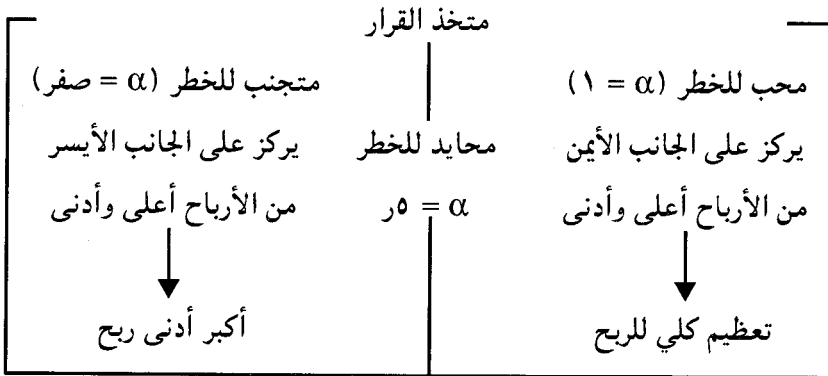 متخذ القرار
محب للخطر (α = ١)
يركز على الجانب الأيمن
من الأرباح أعلى وأدنى
تعظيم كلي للربح
محايد للخطر
α = ٥ر
متجنب للخطر (α = صفر)
يركز على الجانب الأيسر
من الأرباح أعلى وأدنى
أكبر أدنى ربح